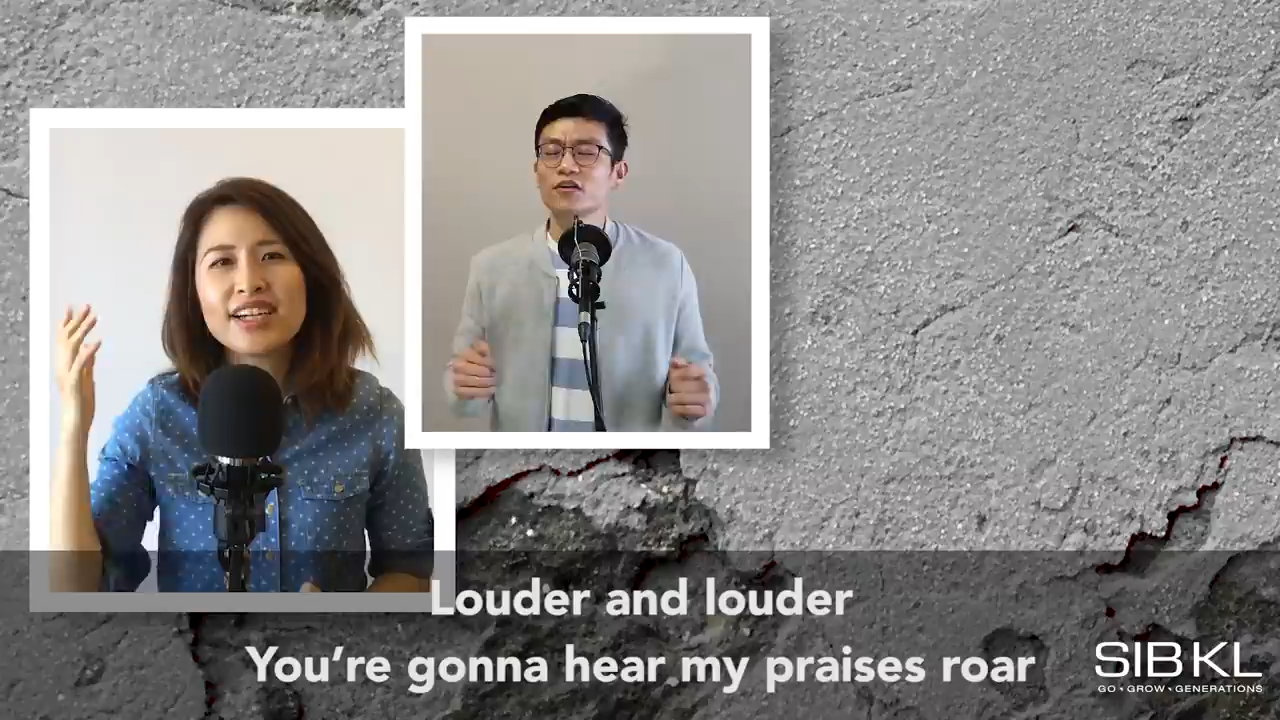 Louder and louder
You're gonna hear my praises roar
SIBKL
GO • GROW • GENERATIONS